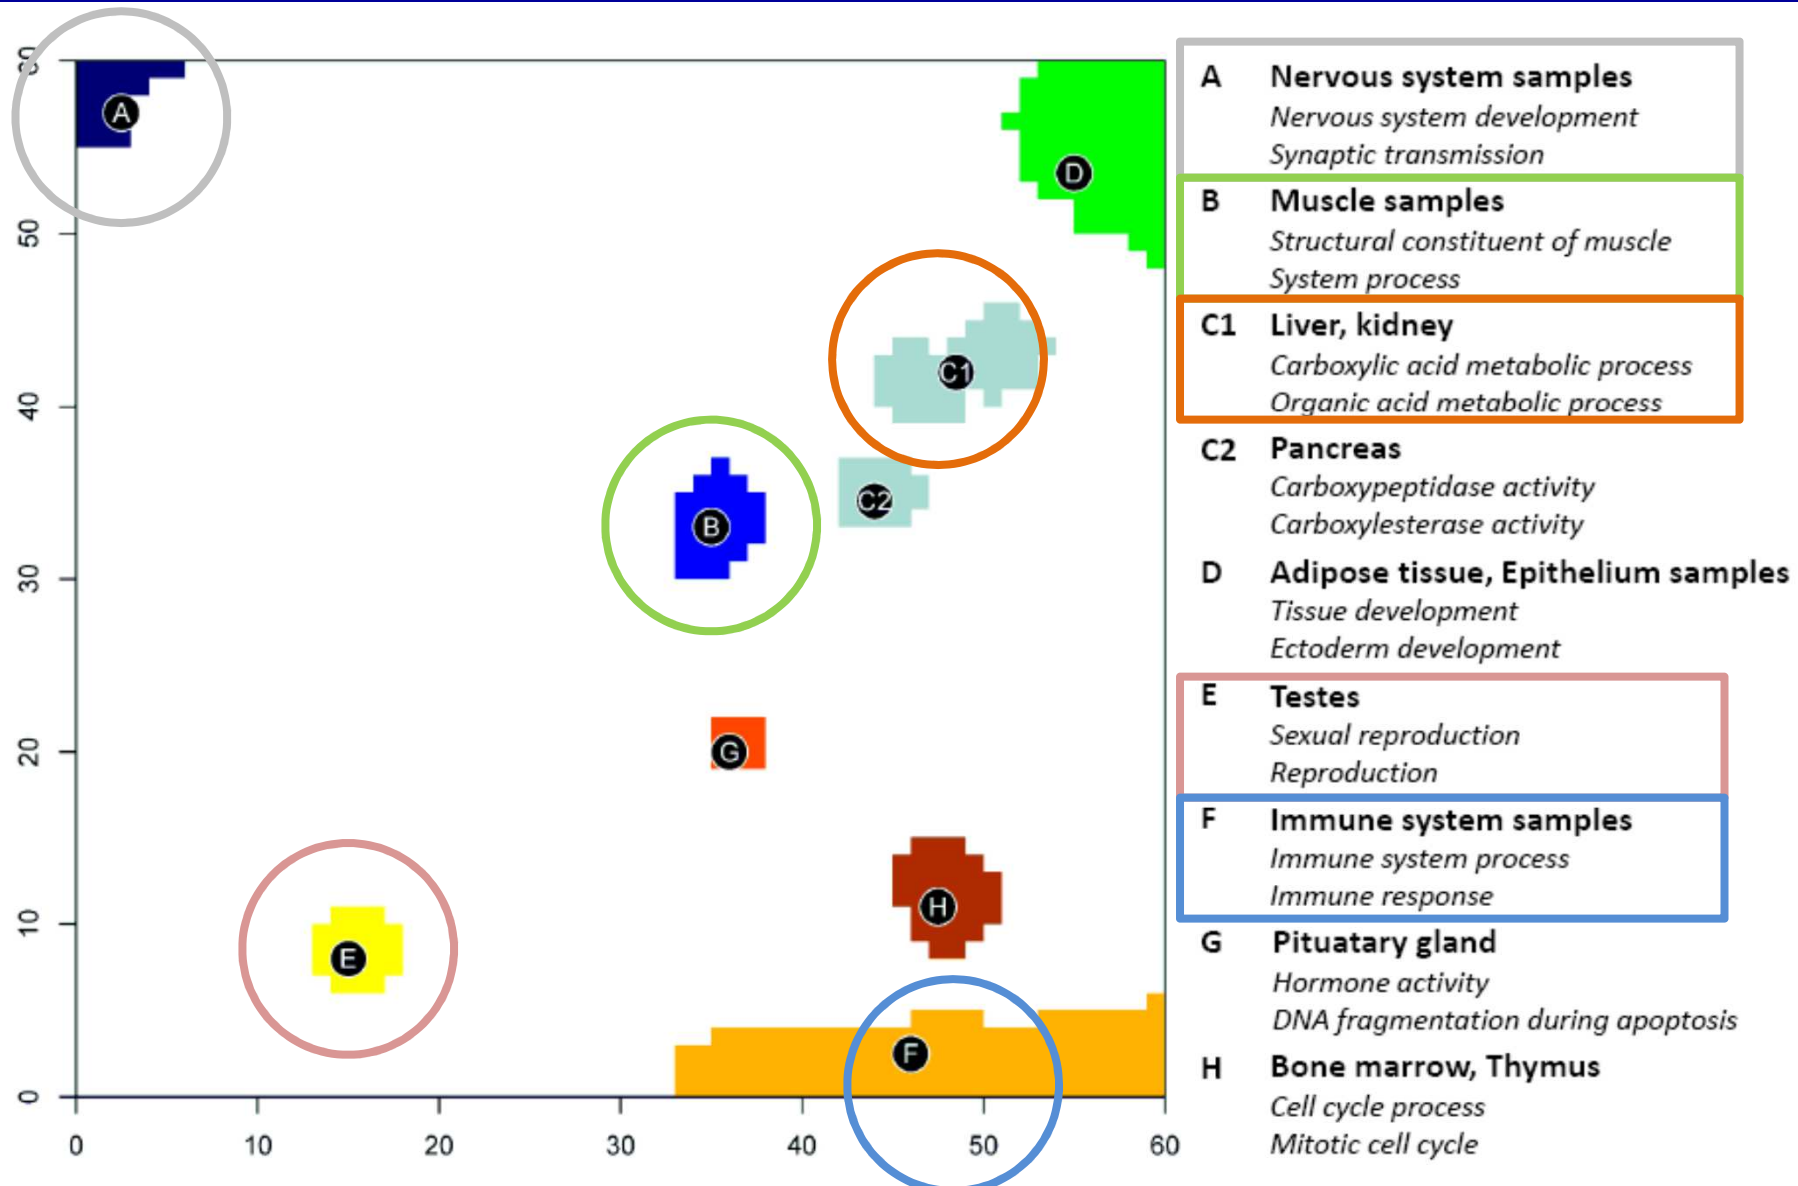 60
50
40
30
20
10
0
0 10 20 30 40 50 60
A
D
C1
C2
B
G
H
E
F
A Nervous system samples
Nervous system development
Synaptic transmission
B Muscle samples
Structural constituent of muscle
System process
C1 Liver, kidney
Carboxylic acid metabolic process
Organic acid metabolic process
C2 Pancreas
Carboxypeptidase activity
Carboxylesterase activity
D Adipose tissue, Epithelium samples
Tissue development
Ectoderm development
E Testes
Sexual reproduction
Reproduction
F Immune system samples
Immune system process
Immune response
G Pituatary gland
Hormone activity
DNA fragmentation during apoptosis
H Bone marrow, Thymus
Cell cycle process
Mitotic cell cycle